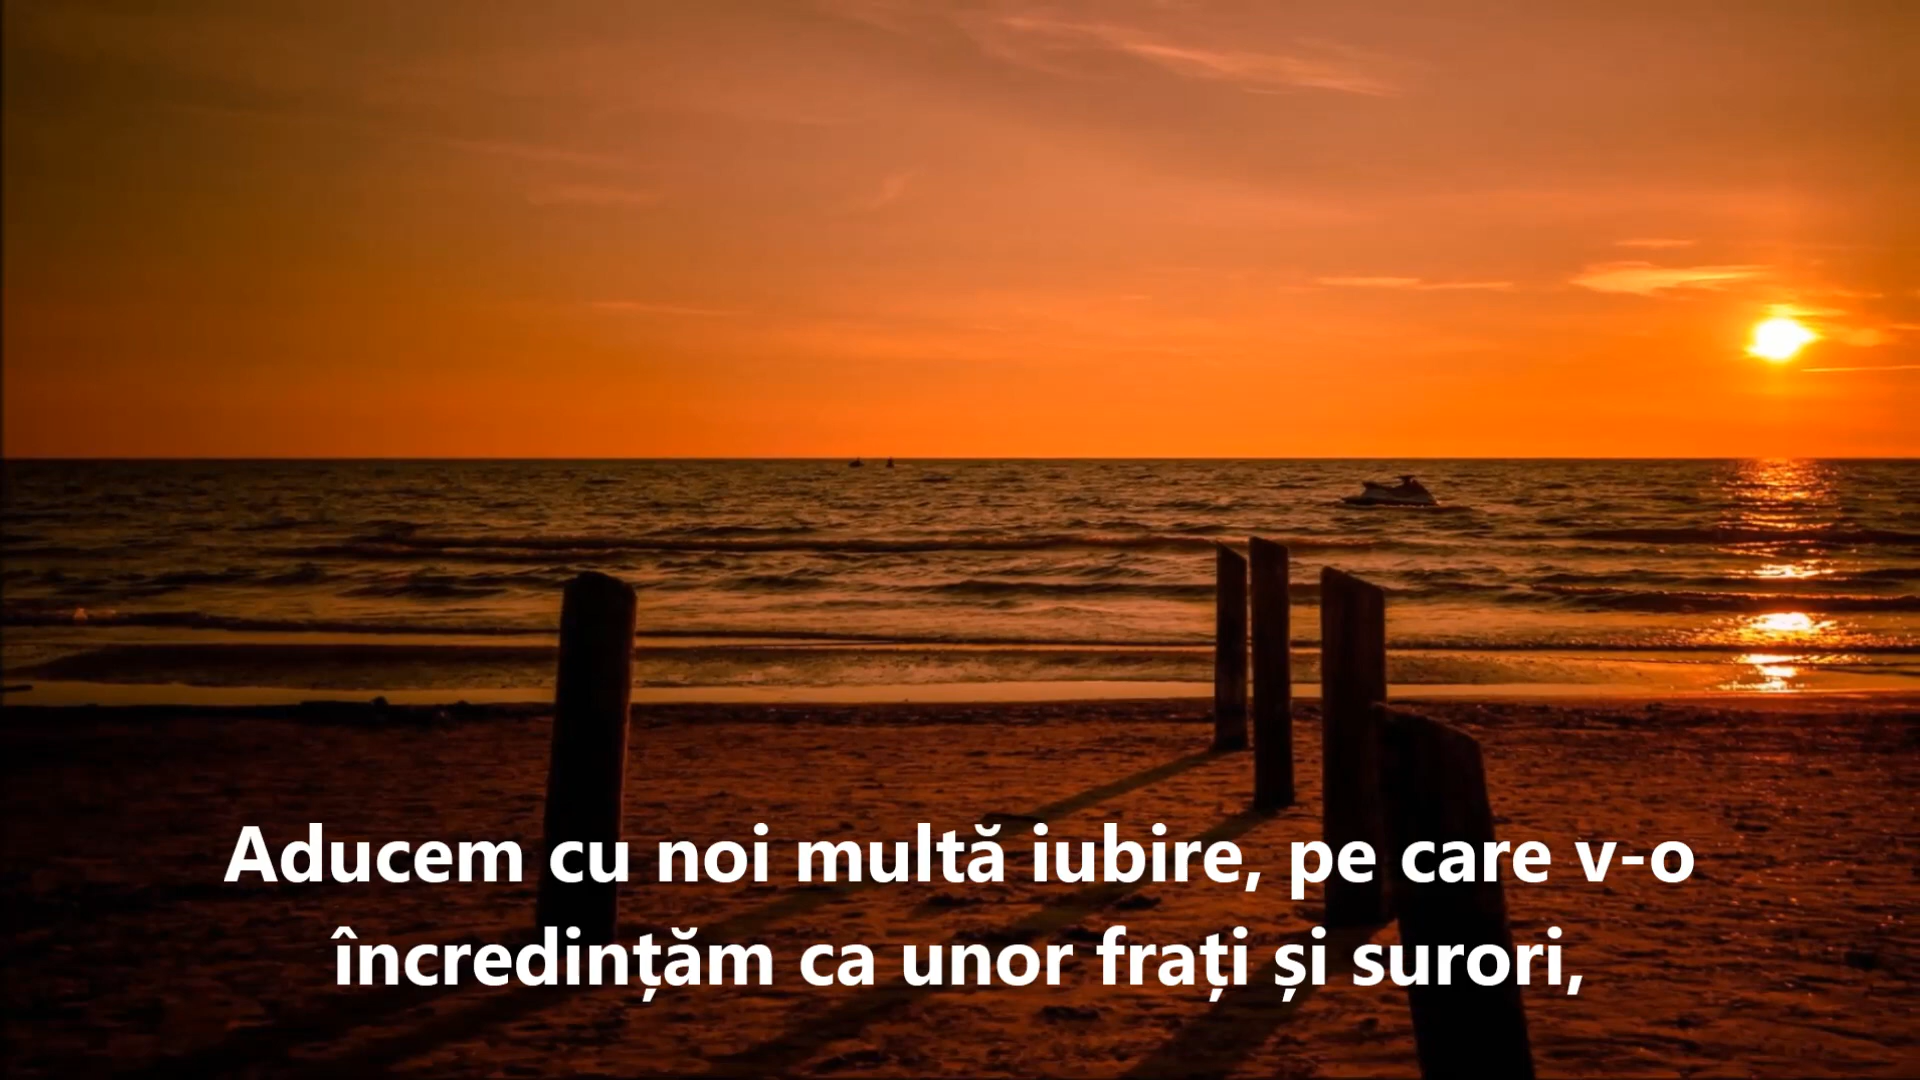 Aducem cu noi multă iubire, pe care v-o
încredințăm ca unor frați și surori,